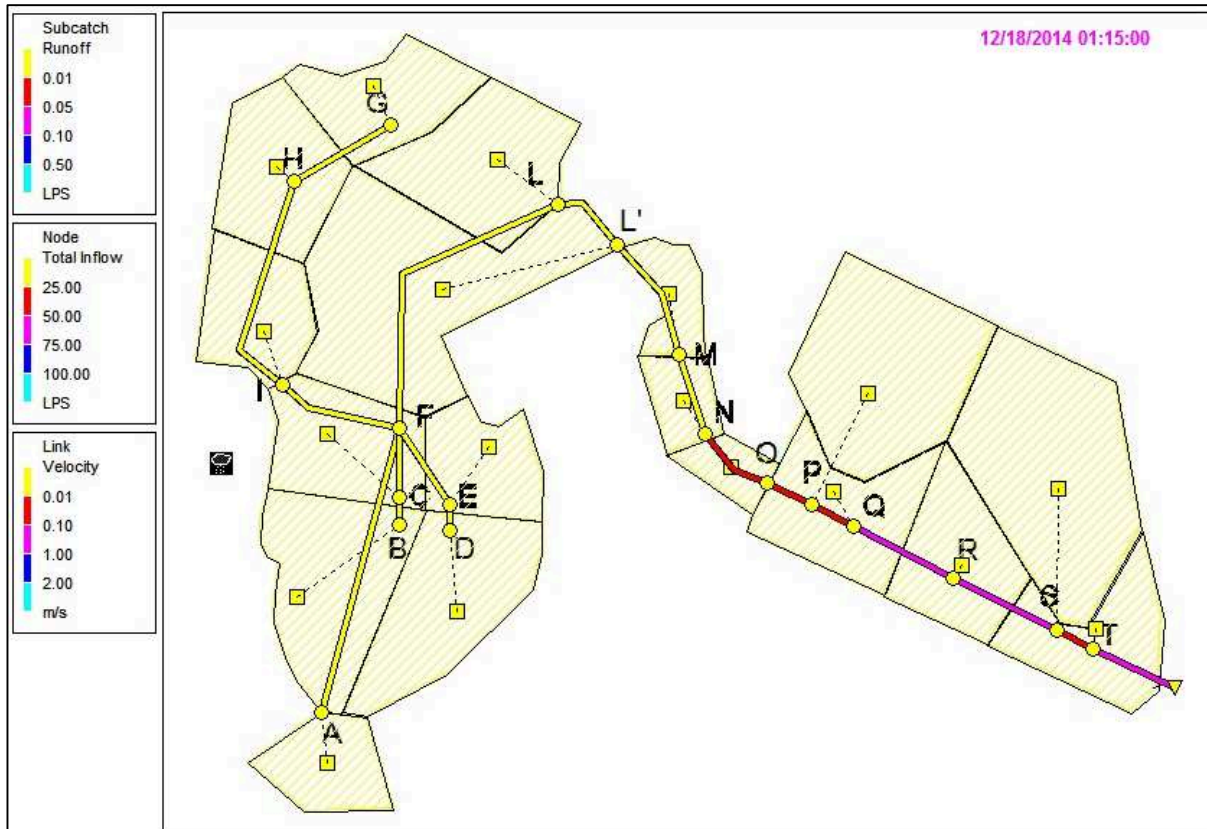 Subcatch
Runoff
0.01
0.05
0.10
0.50
LPS
Node
Total Inflow
25.00
50.00
75.00
100.00
LPS
Link
Velocity
0.01
0.10
1.00
2.00
m/s
12/18/2014 01:15:00
G
H
L
L'
I
F
M
N
C
E
B
D
O
P
Q
R
S
T
A